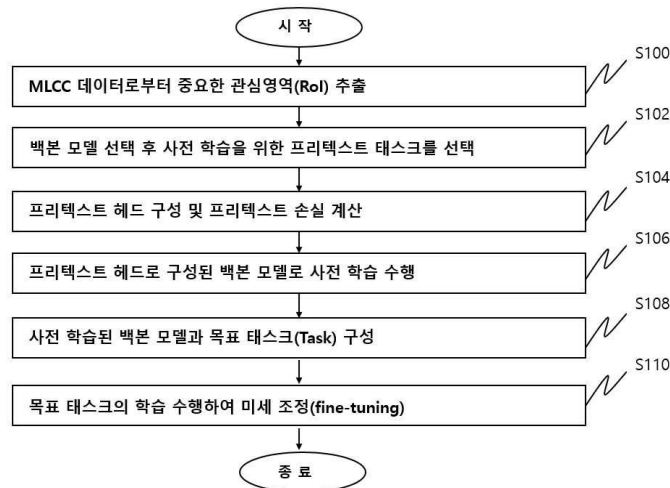 시 작
S100
MLCC 데이터로부터 중요한 관심영역(RoI) 추출
S102
백본 모델 선택 후 사전 학습을 위한 프리텍스트 태스크를 선택
S104
프리텍스트 헤드 구성 및 프리텍스트 손실 계산
S106
프리텍스트 헤드로 구성된 백본 모델로 사전 학습 수행
S108
사전 학습된 백본 모델과 목표 태스크(Task) 구성
S110
목표 태스크의 학습 수행하여 미세 조정(fine-tuning)
종 료